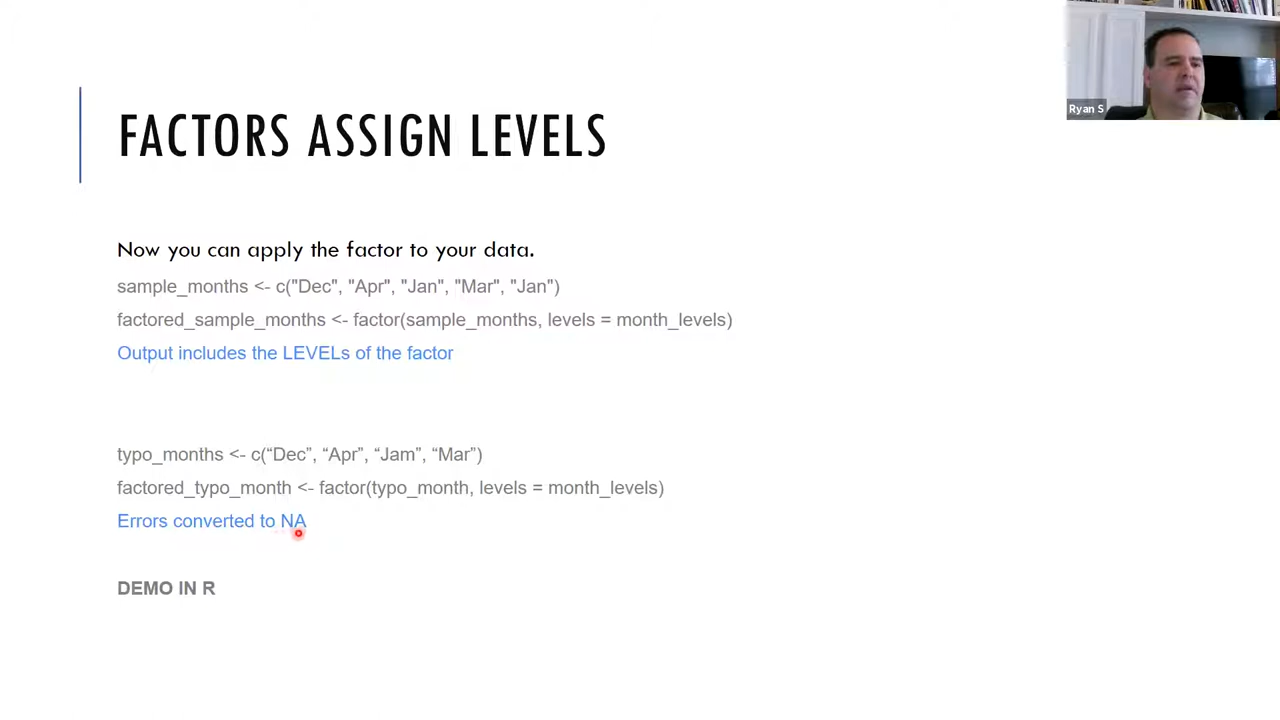 FACTORS ASSIGN LEVELS
Now you can apply the factor to your data.
sample_months <- c("Dec", "Apr", "Jan", "Mar", "Jan")
factored_sample_months <- factor(sample_months, levels = month_levels)
Output includes the LEVELs of the factor
typo_months <- c(“Dec”, “Apr”, “Jam”, “Mar”)
factored_typo_month <- factor(typo_month, levels = month_levels)
Errors converted to NA
DEMO IN R
Ryan S